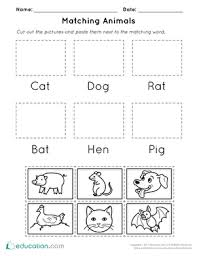 Name: Date:
Matching Animals
Cut out the pictures and paste them next to the matching word.
Cat Dog Rat
Bat Hen Pig
education.com